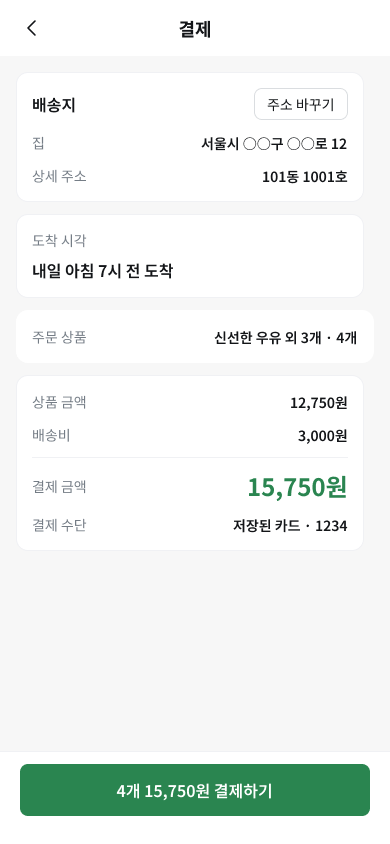 결제
배송지 주소 바꾸기
집 서울시 ○○구 ○○로 12
상세 주소 101동 1001호
도착 시각
내일 아침 7시 전 도착
주문 상품 신선한 우유 외 3개 · 4개
상품 금액 12,750원
배송비 3,000원
결제 금액 15,750원
결제 수단 저장된 카드 · 1234
4개 15,750원 결제하기